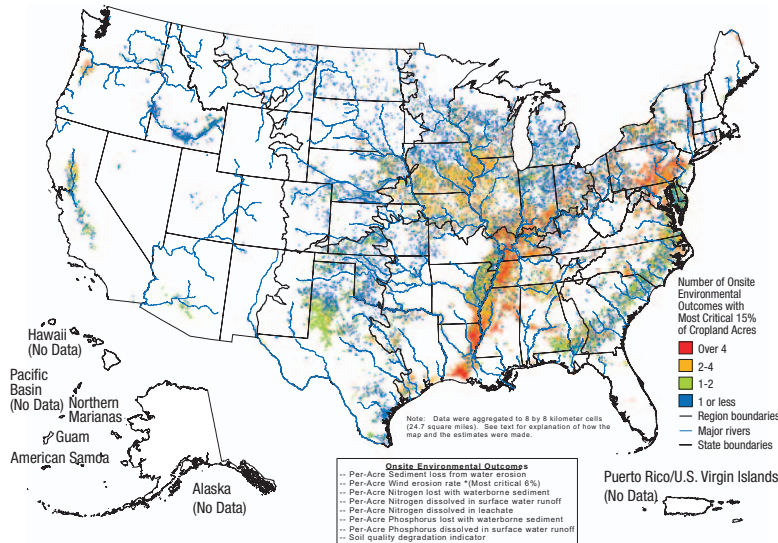 Number of Onsite
Environmental
Outcomes with
Most Critical 15%
of Cropland Acres
Over 4
2-4
1-2
1 or less
Region boundaries
Major rivers
State boundaries
Hawaii
(No Data)
Pacific
Basin
(No Data)
Northern
Marianas
Guam
American Samoa
Alaska
(No Data)
Note: Data were aggregated to 8 by 8 kilometer cells
(24.7 square miles). See text for explanation of how the
map and the estimates were made.
Onsite Environmental Outcomes
-- Per-Acre Sediment loss from water erosion
-- Per-Acre Wind erosion rate *(Most critical 6%)
-- Per-Acre Nitrogen lost with waterborne sediment
-- Per-Acre Nitrogen dissolved in surface water runoff
-- Per-Acre Nitrogen dissolved in leachate
-- Per-Acre Phosphorus lost with waterborne sediment
-- Per-Acre Phosphorus dissolved in surface water runoff
-- Soil quality degradation indicator
Puerto Rico/U.S. Virgin Islands
(No Data)